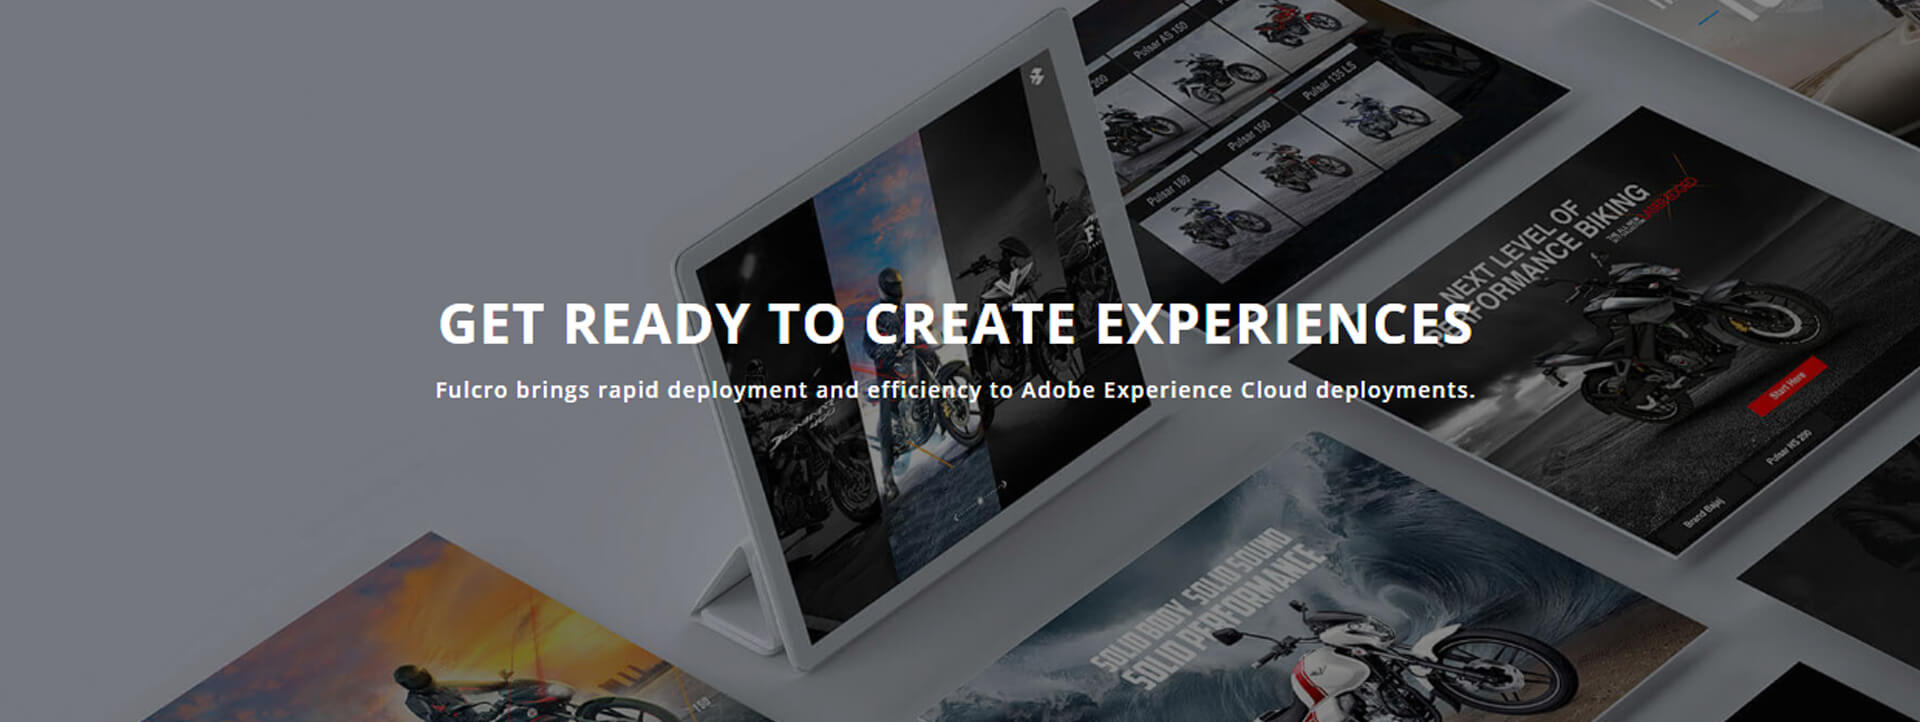 GET READY TO CREATE EXPERIENCES
Fulcro brings rapid deployment and efficiency to Adobe Experience Cloud deployments.
200
Pulsar AS 150
Pulsar 180
Pulsar 150
Pulsar 135 LS
NEXT LEVEL OF
PERFORMANCE BIKING
Start Here
Brand Bajaj
Pulsar NS 200
SOLID BODY SOLID SOUND
SOLID PERFORMANCE